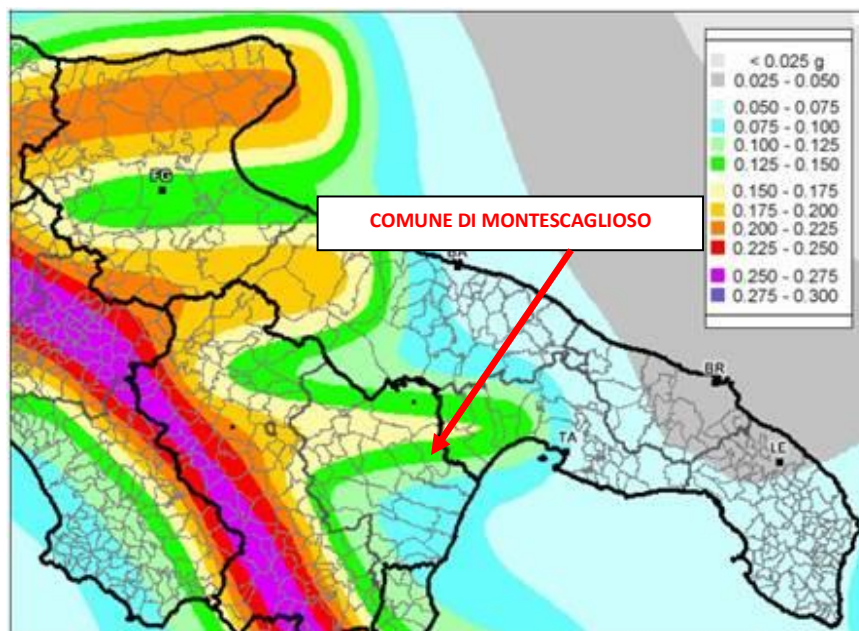 < 0.025 g
0.025 - 0.050
0.050 - 0.075
0.075 - 0.100
0.100 - 0.125
0.125 - 0.150
0.150 - 0.175
0.175 - 0.200
0.200 - 0.225
0.225 - 0.250
0.250 - 0.275
0.275 - 0.300
FG
COMUNE DI MONTESCAGLIOSO
BA
BR
TA
LE